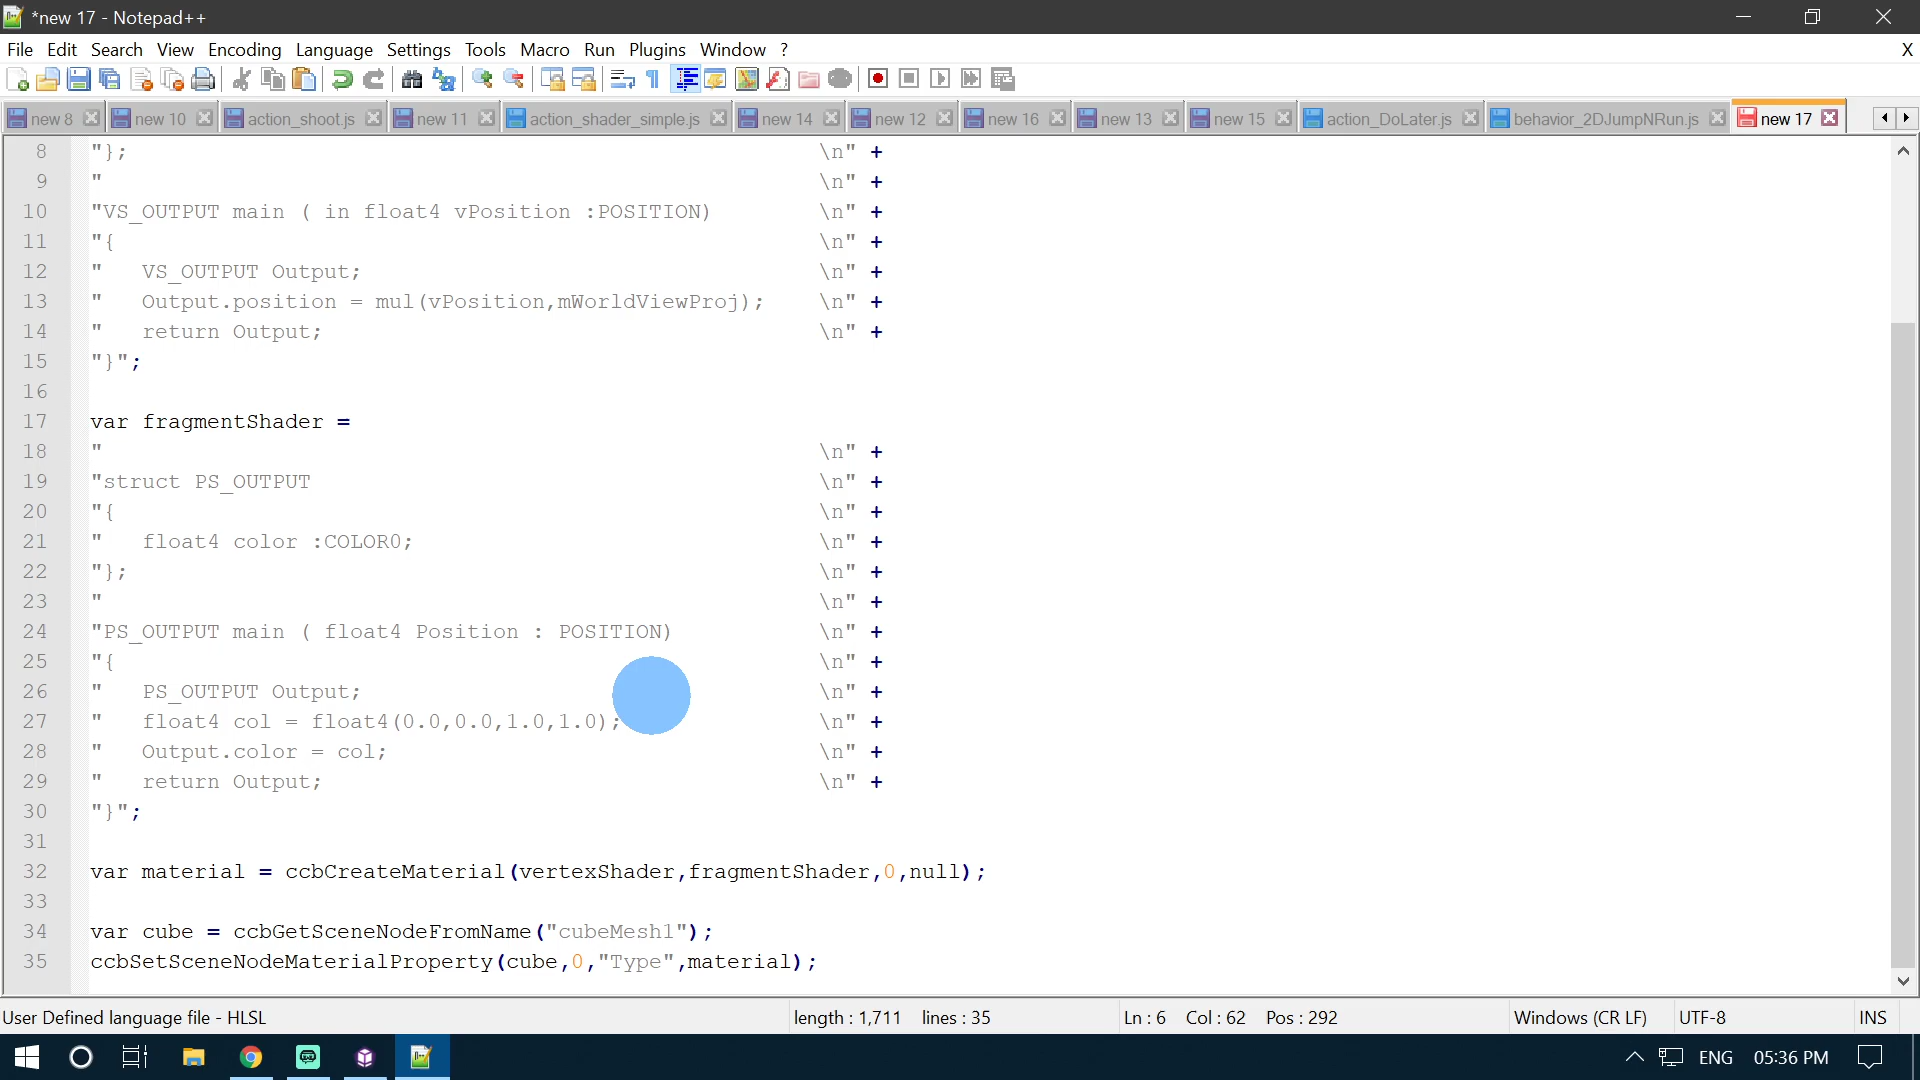 *new 17 - Notepad++
File Edit Search View Encoding Language Settings Tools Macro Run Plugins Window ? X
new 8 new 10 action_shoot.js new 11 action_shader_simple.js new 14 new 12 new 16 new 13 new 15 action_DoLater.js behavior_2DJumpNRun.js new 17
8 "}; \n" +
9 " \n" +
10 "VS_OUTPUT main ( in float4 vPosition :POSITION) \n" +
11 "{ \n" +
12 " VS_OUTPUT Output; \n" +
13 " Output.position = mul(vPosition,mWorldViewProj); \n" +
14 " return Output; \n" +
15 "}";
16
17 var fragmentShader =
18 " \n" +
19 "struct PS_OUTPUT \n" +
20 "{ \n" +
21 " float4 color :COLOR0; \n" +
22 "}; \n" +
23 " \n" +
24 "PS_OUTPUT main ( float4 Position : POSITION) \n" +
25 "{ \n" +
26 " PS_OUTPUT Output; \n" +
27 " float4 col = float4(0.0,0.0,1.0,1.0); \n" +
28 " Output.color = col; \n" +
29 " return Output; \n" +
30 "}";
31
32 var material = ccbCreateMaterial(vertexShader,fragmentShader,0,null);
33
34 var cube = ccbGetSceneNodeFromName("cubeMesh1");
35 ccbSetSceneNodeMaterialProperty(cube,0,"Type",material);
User Defined language file - HLSL length : 1,711 lines : 35 Ln : 6 Col : 62 Pos : 292 Windows (CR LF) UTF-8 INS
ENG 05:36 PM